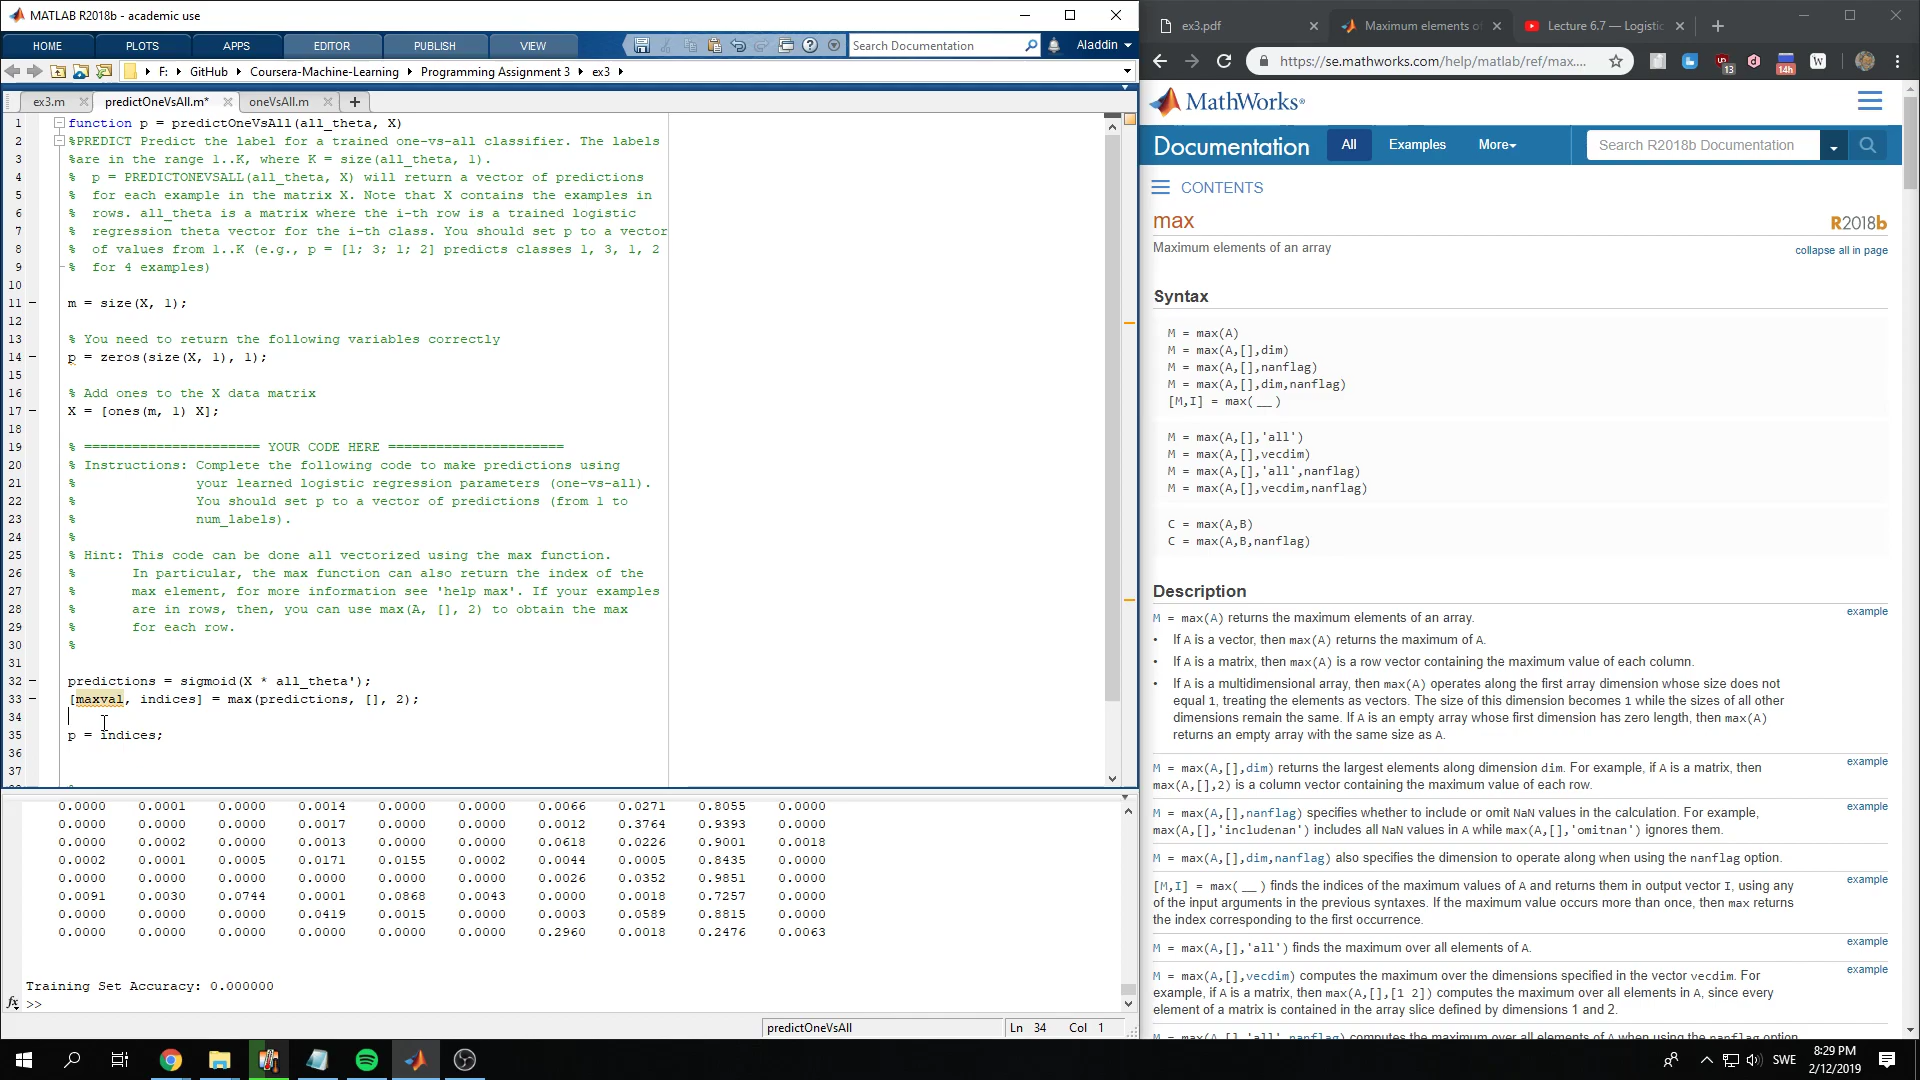 MATLAB R2018b - academic use
HOME PLOTS APPS EDITOR PUBLISH VIEW Search Documentation Aladdin
F: GitHub Coursera-Machine-Learning Programming Assignment 3 ex3
ex3.m predictOneVsAll.m* oneVsAll.m
1 function p = predictOneVsAll(all_theta, X)
2 %PREDICT Predict the label for a trained one-vs-all classifier. The labels
3 %are in the range 1..K, where K = size(all_theta, 1).
4 %  p = PREDICTONEVSALL(all_theta, X) will return a vector of predictions
5 %  for each example in the matrix X. Note that X contains the examples in
6 %  rows. all_theta is a matrix where the i-th row is a trained logistic
7 %  regression theta vector for the i-th class. You should set p to a vector
8 %  of values from 1..K (e.g., p = [1; 3; 1; 2] predicts classes 1, 3, 1, 2
9 %  for 4 examples)
10
11 m = size(X, 1);
12
13 % You need to return the following variables correctly
14 p = zeros(size(X, 1), 1);
15
16 % Add ones to the X data matrix
17 X = [ones(m, 1) X];
18
19 % ====================== YOUR CODE HERE ======================
20 % Instructions: Complete the following code to make predictions using
21 %               your learned logistic regression parameters (one-vs-all).
22 %               You should set p to a vector of predictions (from 1 to
23 %               num_labels).
24 %
25 % Hint: This code can be done all vectorized using the max function.
26 %       In particular, the max function can also return the index of the
27 %       max element, for more information see 'help max'. If your examples
28 %       are in rows, then, you can use max(A, [], 2) to obtain the max
29 %       for each row.
30 %
31
32 predictions = sigmoid(X * all_theta');
33 [maxval, indices] = max(predictions, [], 2);
34
35 p = indices;
36
37
0.0000 0.0001 0.0000 0.0014 0.0000 0.0000 0.0066 0.0271 0.8055 0.0000
0.0000 0.0002 0.0000 0.0017 0.0000 0.0000 0.0012 0.3764 0.9393 0.0000
0.0000 0.0002 0.0000 0.0013 0.0000 0.0000 0.0618 0.0226 0.9001 0.0018
0.0002 0.0001 0.0005 0.0171 0.0155 0.0002 0.0044 0.0005 0.8435 0.0000
0.0000 0.0000 0.0000 0.0000 0.0000 0.0000 0.0026 0.0352 0.9851 0.0000
0.0091 0.0030 0.0744 0.0001 0.0868 0.0043 0.0000 0.0018 0.7257 0.0000
0.0000 0.0000 0.0000 0.0419 0.0015 0.0000 0.0003 0.0589 0.8815 0.0000
0.0000 0.0000 0.0000 0.0000 0.0000 0.0000 0.2960 0.0018 0.2476 0.0063
Training Set Accuracy: 0.000000
fx >>
predictOneVsAll Ln 34 Col 1
ex3.pdf Maximum elements of Lecture 6.7 — Logistic
https://se.mathworks.com/help/matlab/ref/max....
13 14h W
MathWorks®
Documentation All Examples More Search R2018b Documentation
CONTENTS
max R2018b
Maximum elements of an array collapse all in page
Syntax
M = max(A)
M = max(A,[],dim)
M = max(A,[],nanflag)
M = max(A,[],dim,nanflag)
[M,I] = max(__)
M = max(A,[],'all')
M = max(A,[],vecdim)
M = max(A,[],'all',nanflag)
M = max(A,[],vecdim,nanflag)
C = max(A,B)
C = max(A,B,nanflag)
Description
M = max(A) returns the maximum elements of an array. example
• If A is a vector, then max(A) returns the maximum of A.
• If A is a matrix, then max(A) is a row vector containing the maximum value of each column.
• If A is a multidimensional array, then max(A) operates along the first array dimension whose size does not
equal 1, treating the elements as vectors. The size of this dimension becomes 1 while the sizes of all other
dimensions remain the same. If A is an empty array whose first dimension has zero length, then max(A)
returns an empty array with the same size as A.
M = max(A,[],dim) returns the largest elements along dimension dim. For example, if A is a matrix, then example
max(A,[],2) is a column vector containing the maximum value of each row.
M = max(A,[],nanflag) specifies whether to include or omit NaN values in the calculation. For example, example
max(A,[],'includenan') includes all NaN values in A while max(A,[],'omitnan') ignores them.
M = max(A,[],dim,nanflag) also specifies the dimension to operate along when using the nanflag option.
[M,I] = max(__) finds the indices of the maximum values of A and returns them in output vector I, using any example
of the input arguments in the previous syntaxes. If the maximum value occurs more than once, then max returns
the index corresponding to the first occurrence.
M = max(A,[],'all') finds the maximum over all elements of A. example
M = max(A,[],vecdim) computes the maximum over the dimensions specified in the vector vecdim. For example
example, if A is a matrix, then max(A,[],[1 2]) computes the maximum over all elements in A, since every
element of a matrix is contained in the array slice defined by dimensions 1 and 2.
M = max(A,[],'all',nanflag) computes the maximum over all elements of A when using the nanflag option.
SWE 8:29 PM
2/12/2019